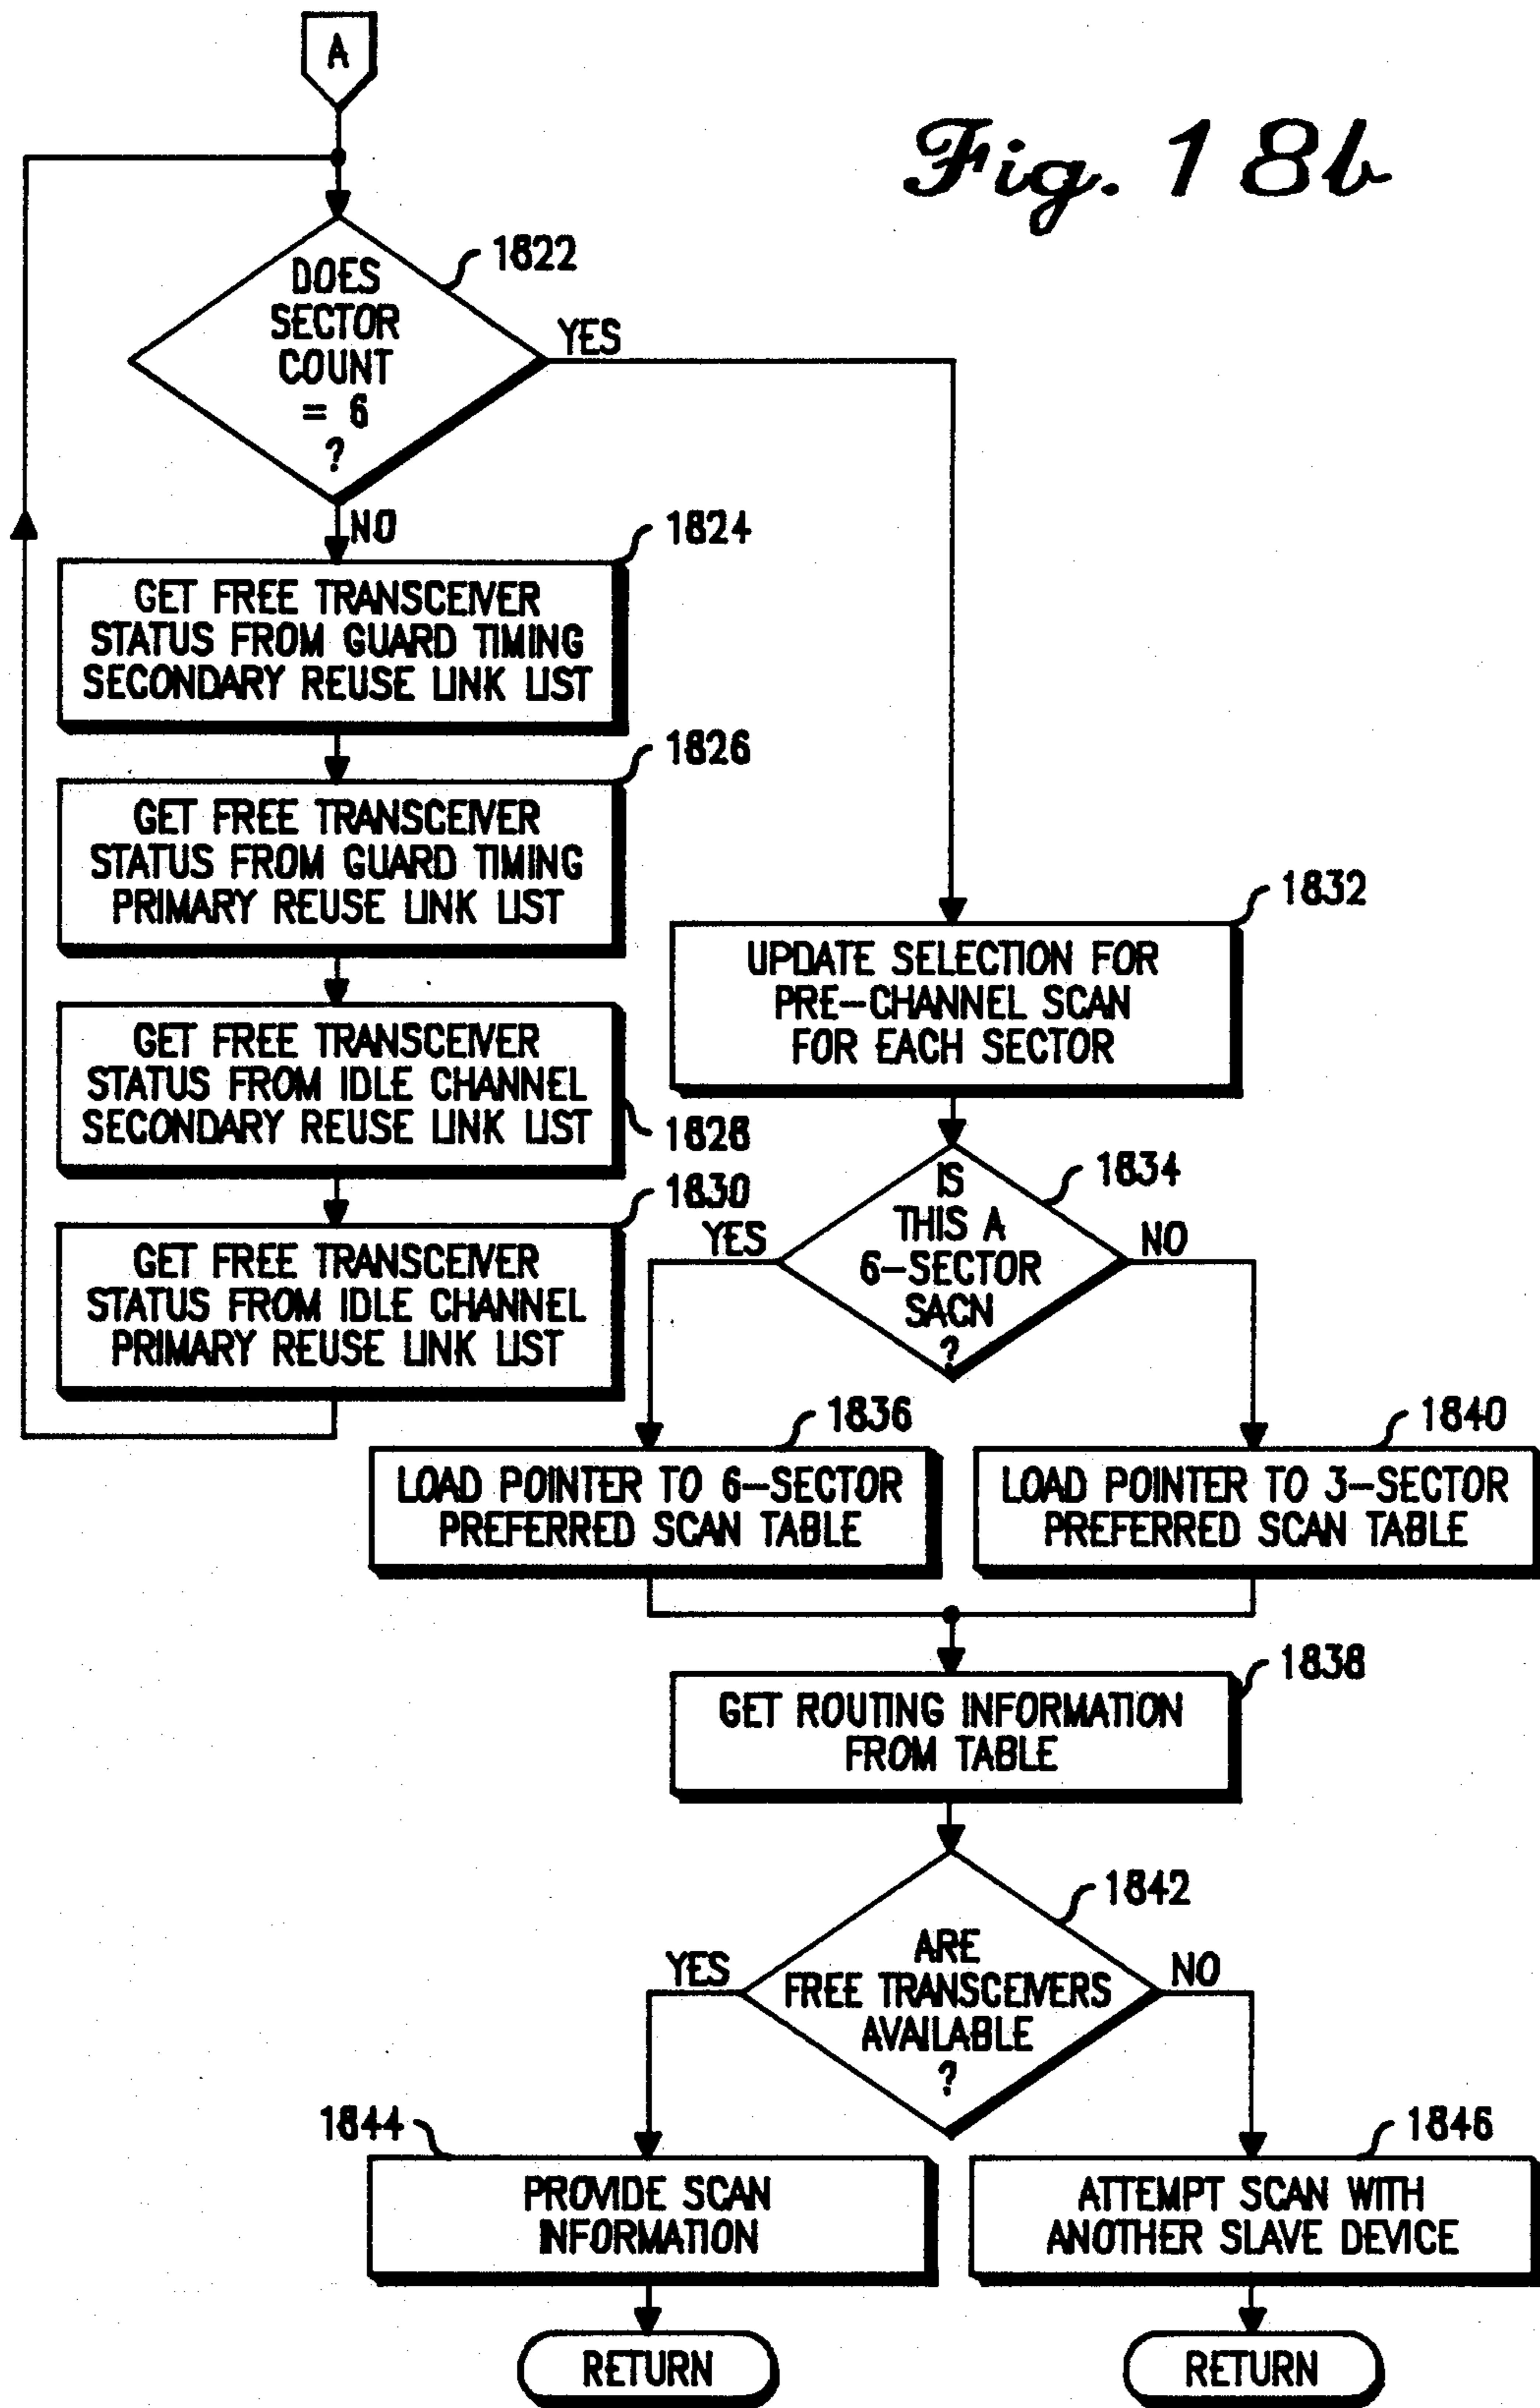 A
Fig. 18b
DOES
SECTOR
COUNT
= 6
?
1822
YES
NO
1824
GET FREE TRANSCEIVER
STATUS FROM GUARD TIMING
SECONDARY REUSE LINK LIST
1826
GET FREE TRANSCEIVER
STATUS FROM GUARD TIMING
PRIMARY REUSE LINK LIST
GET FREE TRANSCEIVER
STATUS FROM IDLE CHANNEL
SECONDARY REUSE LINK LIST
1828
1830
GET FREE TRANSCEIVER
STATUS FROM IDLE CHANNEL
PRIMARY REUSE LINK LIST
1832
UPDATE SELECTION FOR
PRE-CHANNEL SCAN
FOR EACH SECTOR
1834
IS
THIS A
6-SECTOR
SACN
?
YES
NO
1836
LOAD POINTER TO 6-SECTOR
PREFERRED SCAN TABLE
1840
LOAD POINTER TO 3-SECTOR
PREFERRED SCAN TABLE
1838
GET ROUTING INFORMATION
FROM TABLE
1842
ARE
FREE TRANSCEIVERS
AVAILABLE
?
YES
NO
1844
PROVIDE SCAN
INFORMATION
1846
ATTEMPT SCAN WITH
ANOTHER SLAVE DEVICE
RETURN
RETURN